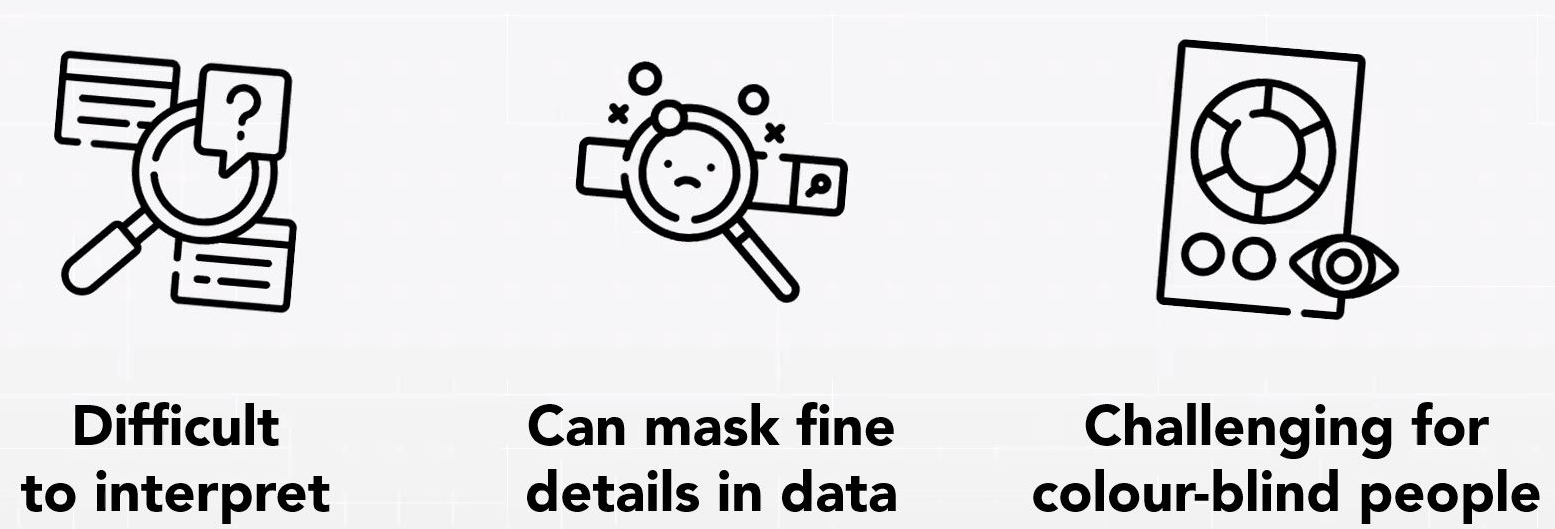 ?
Difficult
to interpret
Can mask fine
details in data
Challenging for
colour-blind people